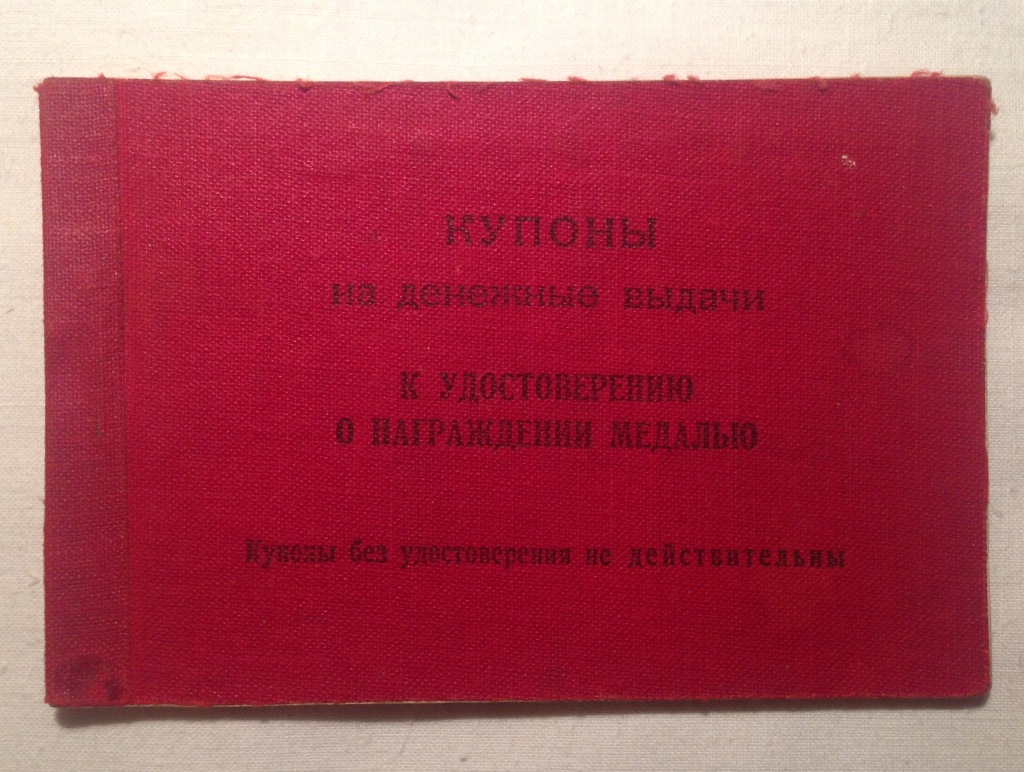 КУПОНЫ
на денежные выдачи
К УДОСТОВЕРЕНИЮ
О НАГРАЖДЕНИИ МЕДАЛЬЮ
Купоны без удостоверения не действительны